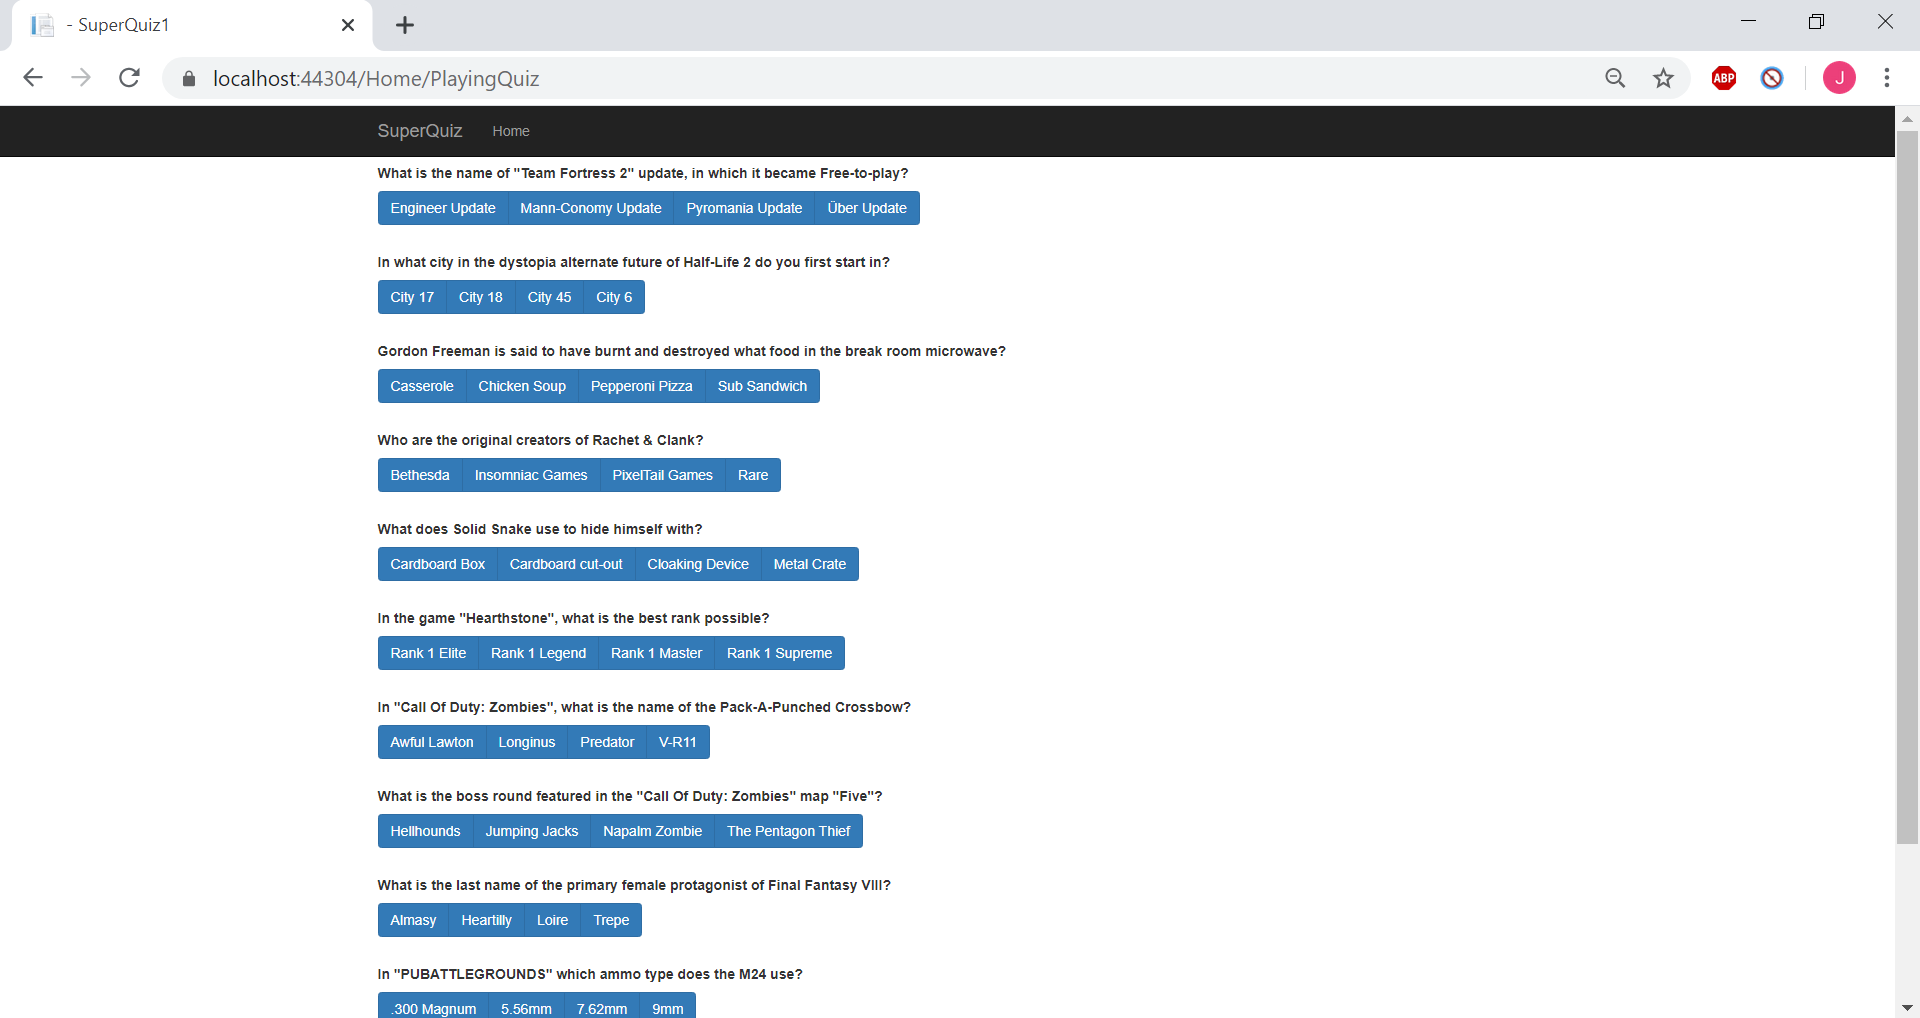 - SuperQuiz1
localhost:44304/Home/PlayingQuiz
ABP
J
SuperQuiz Home
What is the name of "Team Fortress 2" update, in which it became Free-to-play?
Engineer Update Mann-Conomy Update Pyromania Update Über Update
In what city in the dystopia alternate future of Half-Life 2 do you first start in?
City 17 City 18 City 45 City 6
Gordon Freeman is said to have burnt and destroyed what food in the break room microwave?
Casserole Chicken Soup Pepperoni Pizza Sub Sandwich
Who are the original creators of Rachet & Clank?
Bethesda Insomniac Games PixelTail Games Rare
What does Solid Snake use to hide himself with?
Cardboard Box Cardboard cut-out Cloaking Device Metal Crate
In the game "Hearthstone", what is the best rank possible?
Rank 1 Elite Rank 1 Legend Rank 1 Master Rank 1 Supreme
In "Call Of Duty: Zombies", what is the name of the Pack-A-Punched Crossbow?
Awful Lawton Longinus Predator V-R11
What is the boss round featured in the "Call Of Duty: Zombies" map "Five"?
Hellhounds Jumping Jacks Napalm Zombie The Pentagon Thief
What is the last name of the primary female protagonist of Final Fantasy VIII?
Almasy Heartilly Loire Trepe
In "PUBATTLEGROUNDS" which ammo type does the M24 use?
.300 Magnum 5.56mm 7.62mm 9mm